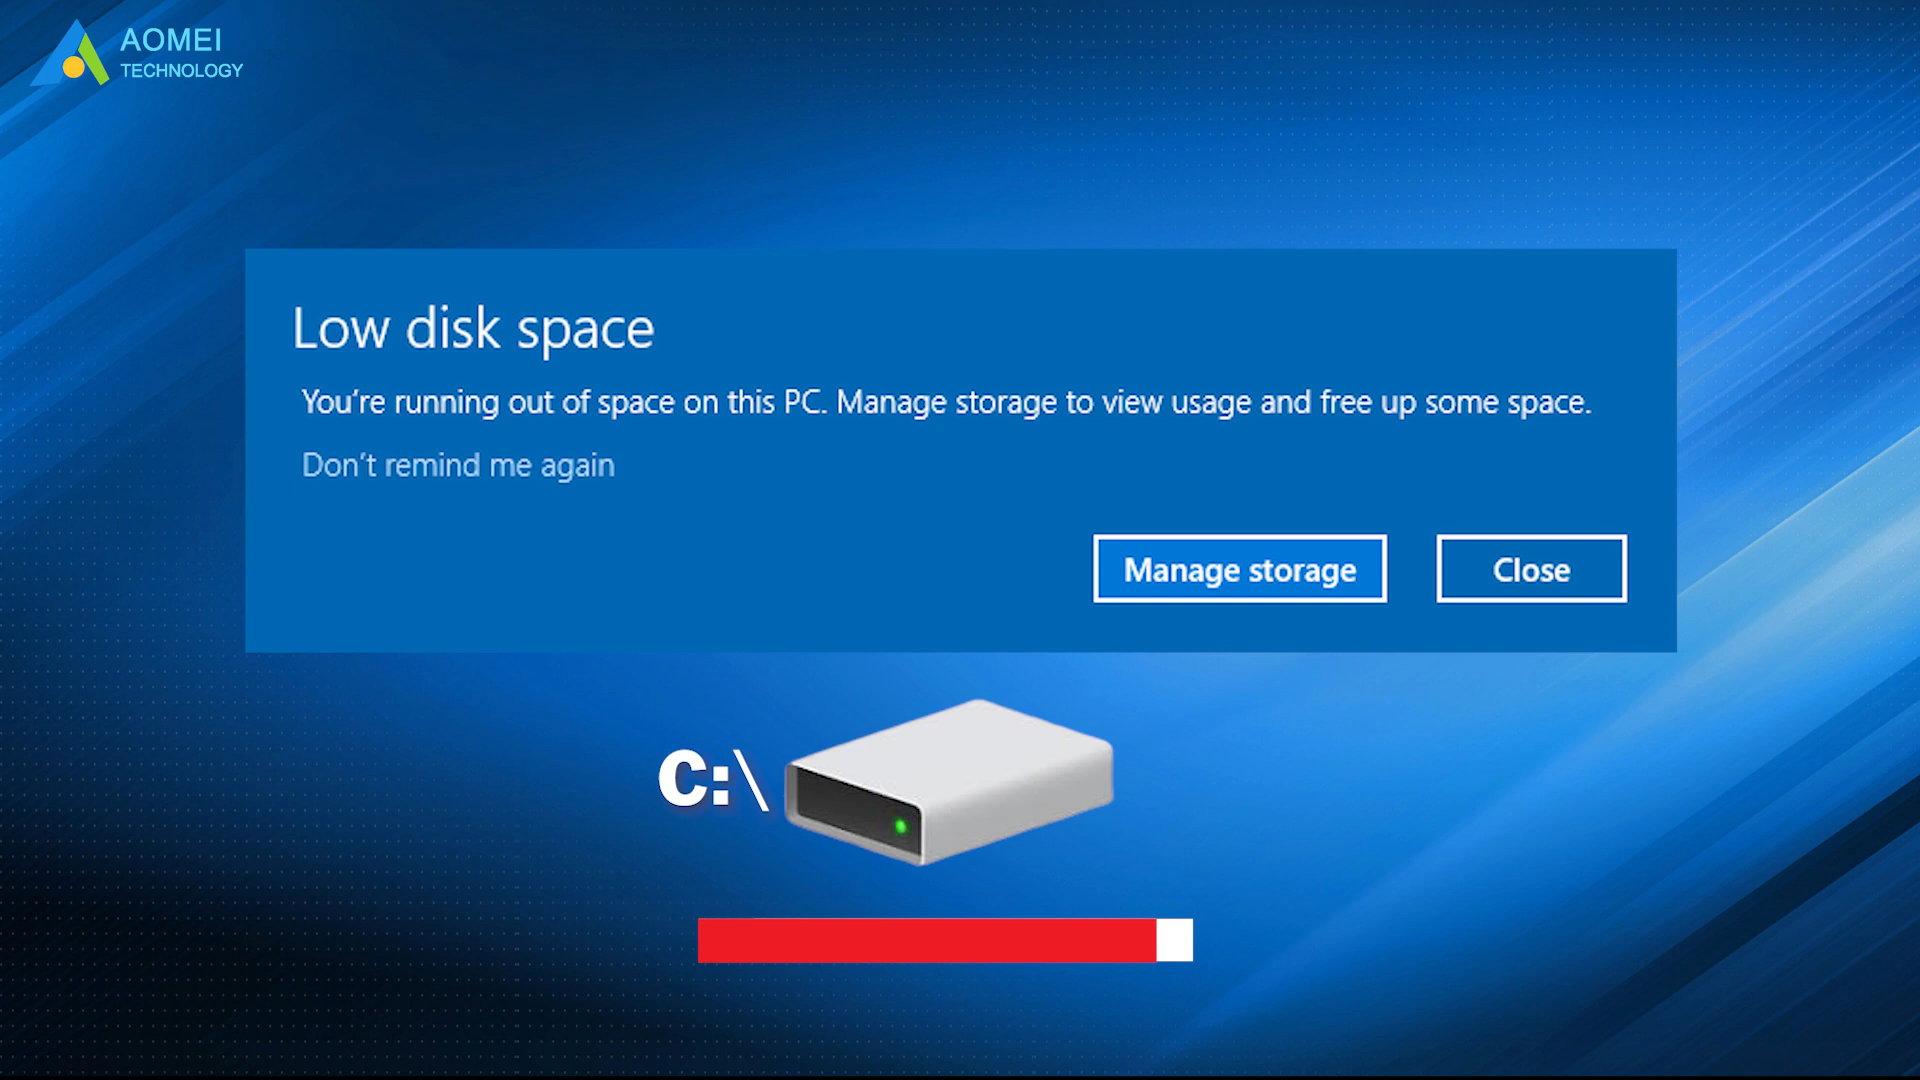 AOMEI
TECHNOLOGY
Low disk space
You're running out of space on this PC. Manage storage to view usage and free up some space.
Don't remind me again
Manage storage
Close
C:\